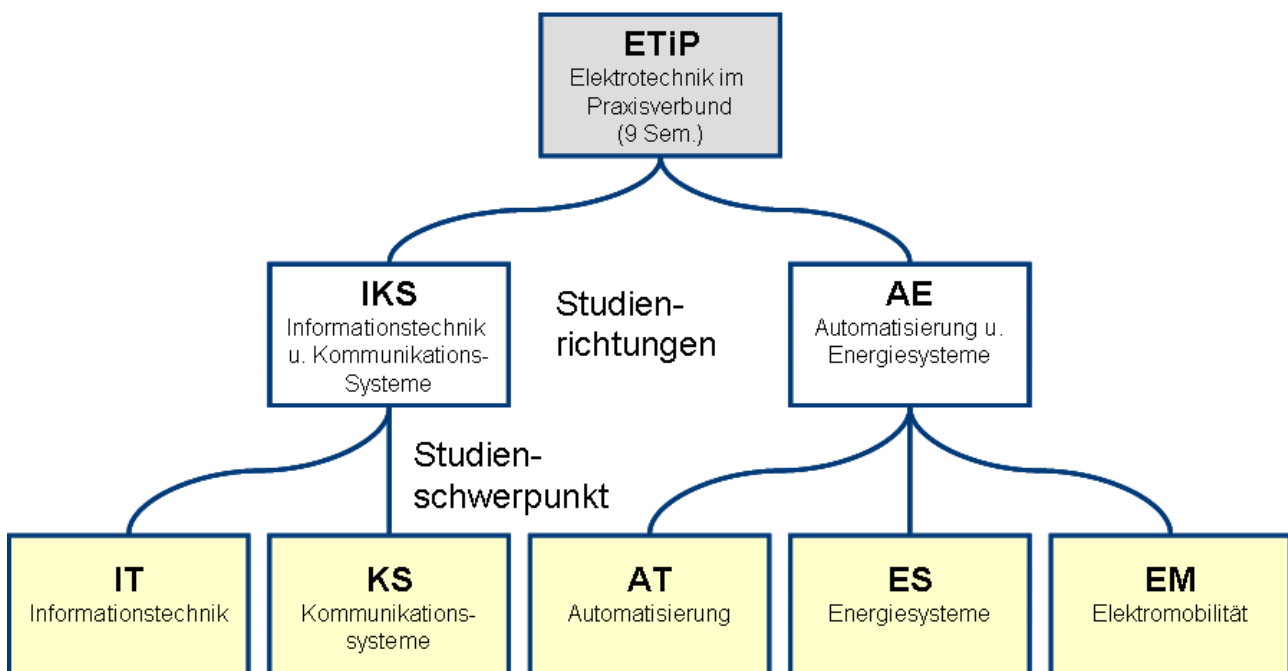 ETiP
Elektrotechnik im
Praxisverbund
(9 Sem.)
IKS
Informationstechnik
u. Kommunikations-
Systeme
Studien-
richtungen
AE
Automatisierung u.
Energiesysteme
Studien-
schwerpunkt
IT
Informationstechnik
KS
Kommunikations-
systeme
AT
Automatisierung
ES
Energiesysteme
EM
Elektromobilität